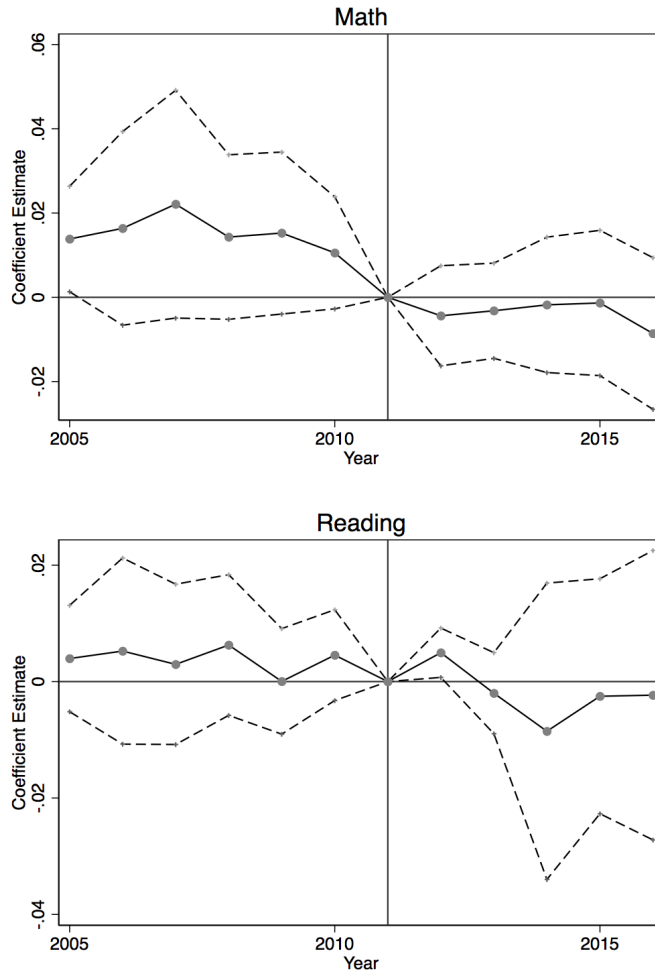 Math
.06
.04
.02
0
-.02
Coefficient Estimate
2005
2010
2015
Year
Reading
.02
0
-.02
-.04
Coefficient Estimate
2005
2010
2015
Year